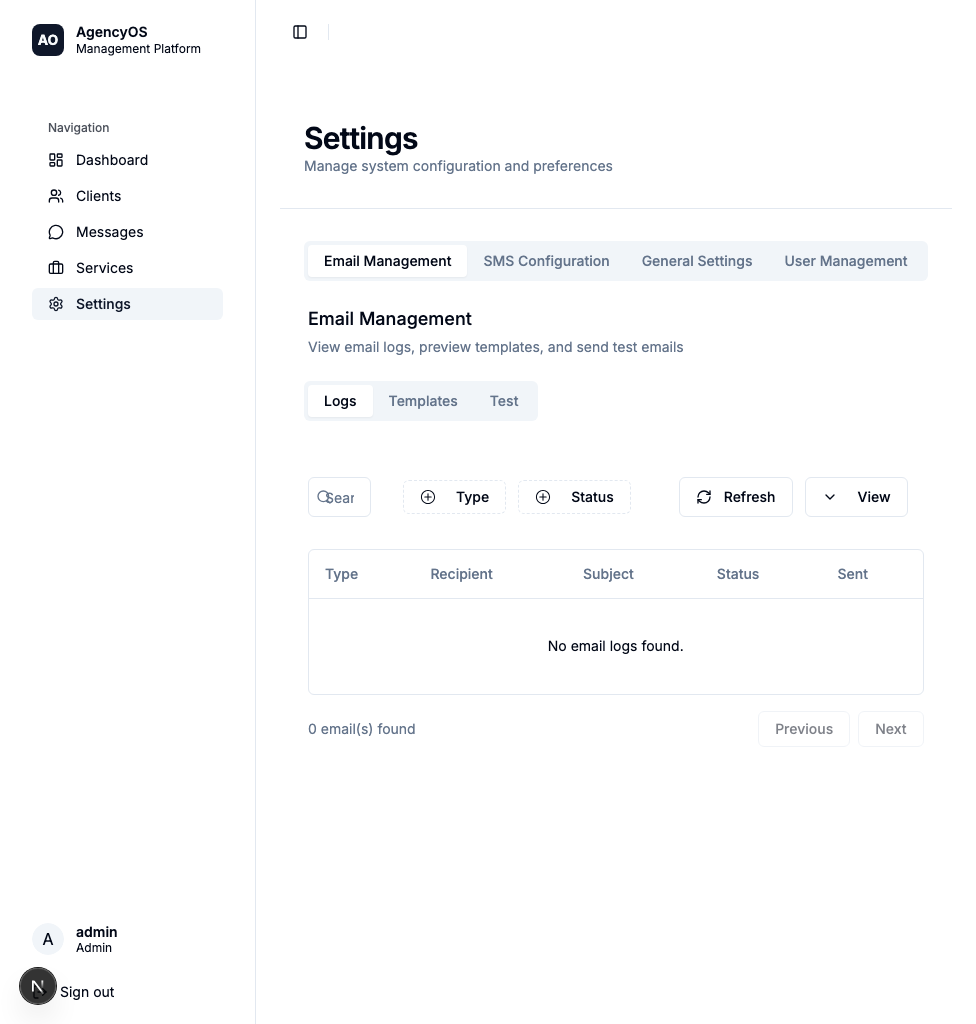 AO
AgencyOS
Management Platform
Navigation
Dashboard
Clients
Messages
Services
Settings
admin
Admin
A
N
Sign out
Settings
Manage system configuration and preferences
Email Management SMS Configuration General Settings User Management
Email Management
View email logs, preview templates, and send test emails
Logs Templates Test
Sear Type Status Refresh View
Type Recipient Subject Status Sent
No email logs found.
0 email(s) found Previous Next